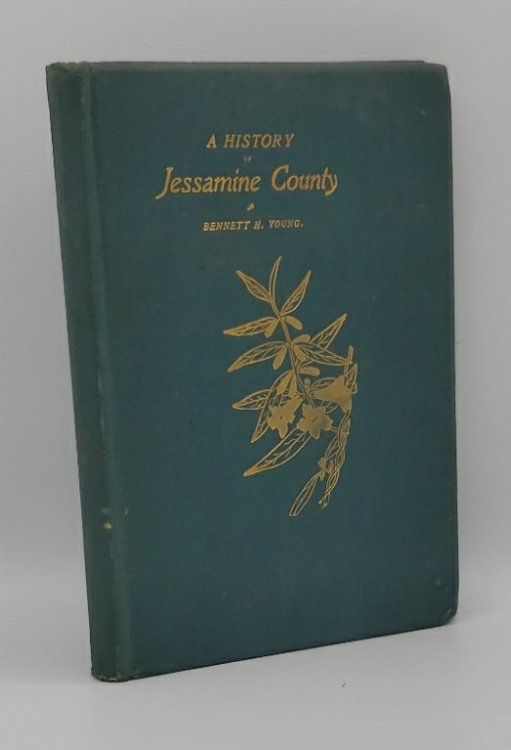 A HISTORY
OF
Jessamine County
&
BENNETT H. YOUNG.